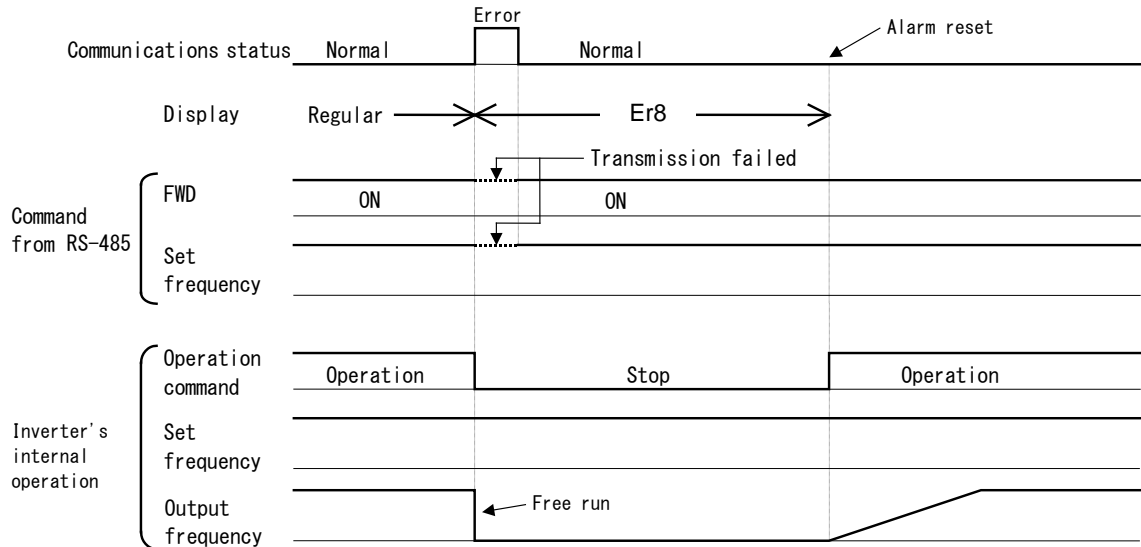 Error
Communications status Normal Normal Alarm reset
Display Regular Er8
Transmission failed
Command
from RS-485
FWD ON ON
Set
frequency
Inverter's
internal
operation
Operation
command
Operation Stop Operation
Set
frequency
Output
frequency
Free run